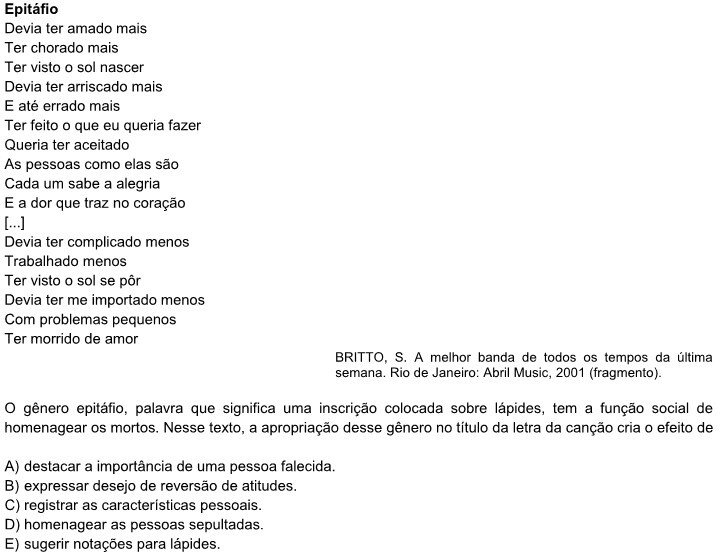 Epitáfio
Devia ter amado mais
Ter chorado mais
Ter visto o sol nascer
Devia ter arriscado mais
E até errado mais
Ter feito o que eu queria fazer
Queria ter aceitado
As pessoas como elas são
Cada um sabe a alegria
E a dor que traz no coração
[...]
Devia ter complicado menos
Trabalhado menos
Ter visto o sol se pôr
Devia ter me importado menos
Com problemas pequenos
Ter morrido de amor
BRITTO, S. A melhor banda de todos os tempos da última
semana. Rio de Janeiro: Abril Music, 2001 (fragmento).
O gênero epitáfio, palavra que significa uma inscrição colocada sobre lápides, tem a função social de
homenagear os mortos. Nesse texto, a apropriação desse gênero no título da letra da canção cria o efeito de
A) destacar a importância de uma pessoa falecida.
B) expressar desejo de reversão de atitudes.
C) registrar as características pessoais.
D) homenagear as pessoas sepultadas.
E) sugerir notações para lápides.